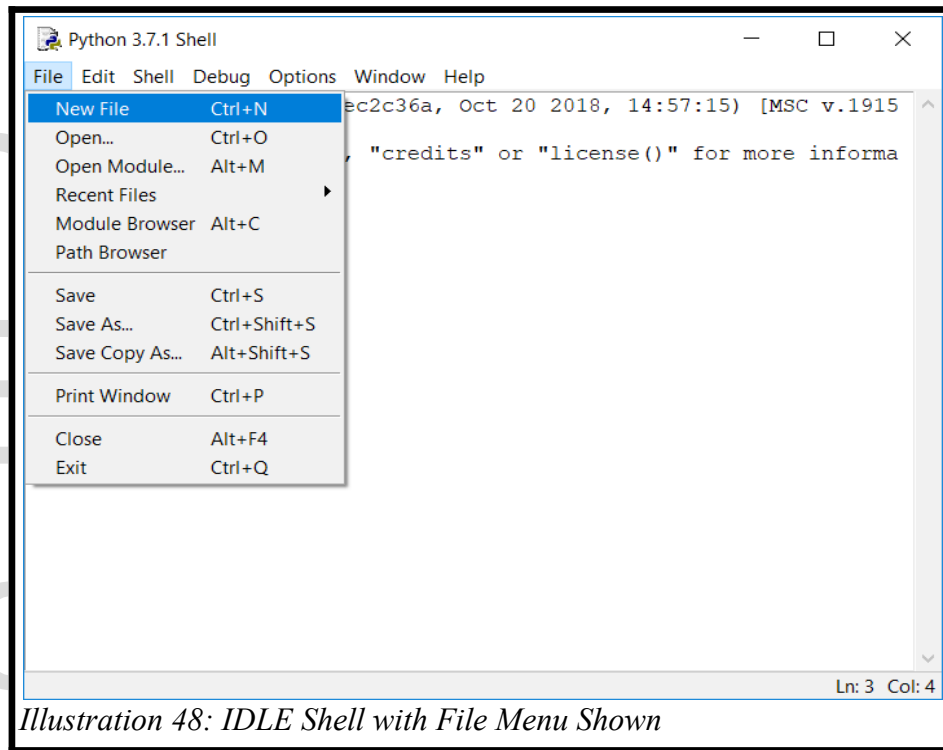 Python 3.7.1 Shell
File Edit Shell Debug Options Window Help
New File Ctrl+N
ec2c36a, Oct 20 2018, 14:57:15) [MSC v.1915
Open... Ctrl+O
, "credits" or "license()" for more informa
Open Module... Alt+M
Recent Files
Module Browser Alt+C
Path Browser
Save Ctrl+S
Save As... Ctrl+Shift+S
Save Copy As... Alt+Shift+S
Print Window Ctrl+P
Close Alt+F4
Exit Ctrl+Q
Ln: 3 Col: 4
Illustration 48: IDLE Shell with File Menu Shown